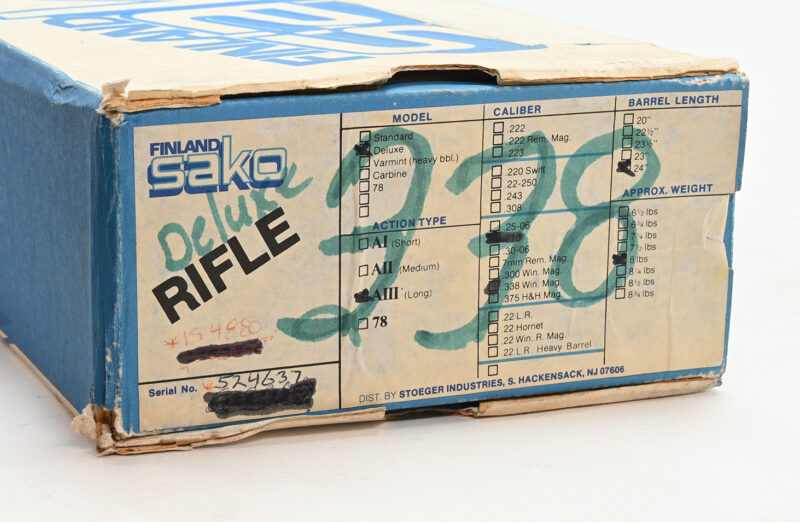 FINLAND
FINLAND
sako
Deluxe
RIFLE
*154880
Serial No. *524637
MODEL
Standard
Deluxe
Varmint (heavy bbl.)
Carbine
78
ACTION TYPE
AI (Short)
AII (Medium)
AIII (Long)
78
CALIBER
.222
.222 Rem. Mag.
.223
.220 Swift
.22-250
.243
.308
.25-06
.30-06
7mm Rem. Mag.
.300 Win. Mag.
.338 Win. Mag.
.375 H&H Mag.
.22 L.R.
.22 Hornet
.22 Win. R. Mag.
.22 L.R. Heavy Barrel
BARREL LENGTH
20"
22½"
23½"
23"
24"
APPROX. WEIGHT
6½ lbs
6¾ lbs
7¼ lbs
7½ lbs
8 lbs
8¼ lbs
8½ lbs
8¾ lbs
338
DIST. BY STOEGER INDUSTRIES, S. HACKENSACK, NJ 07606